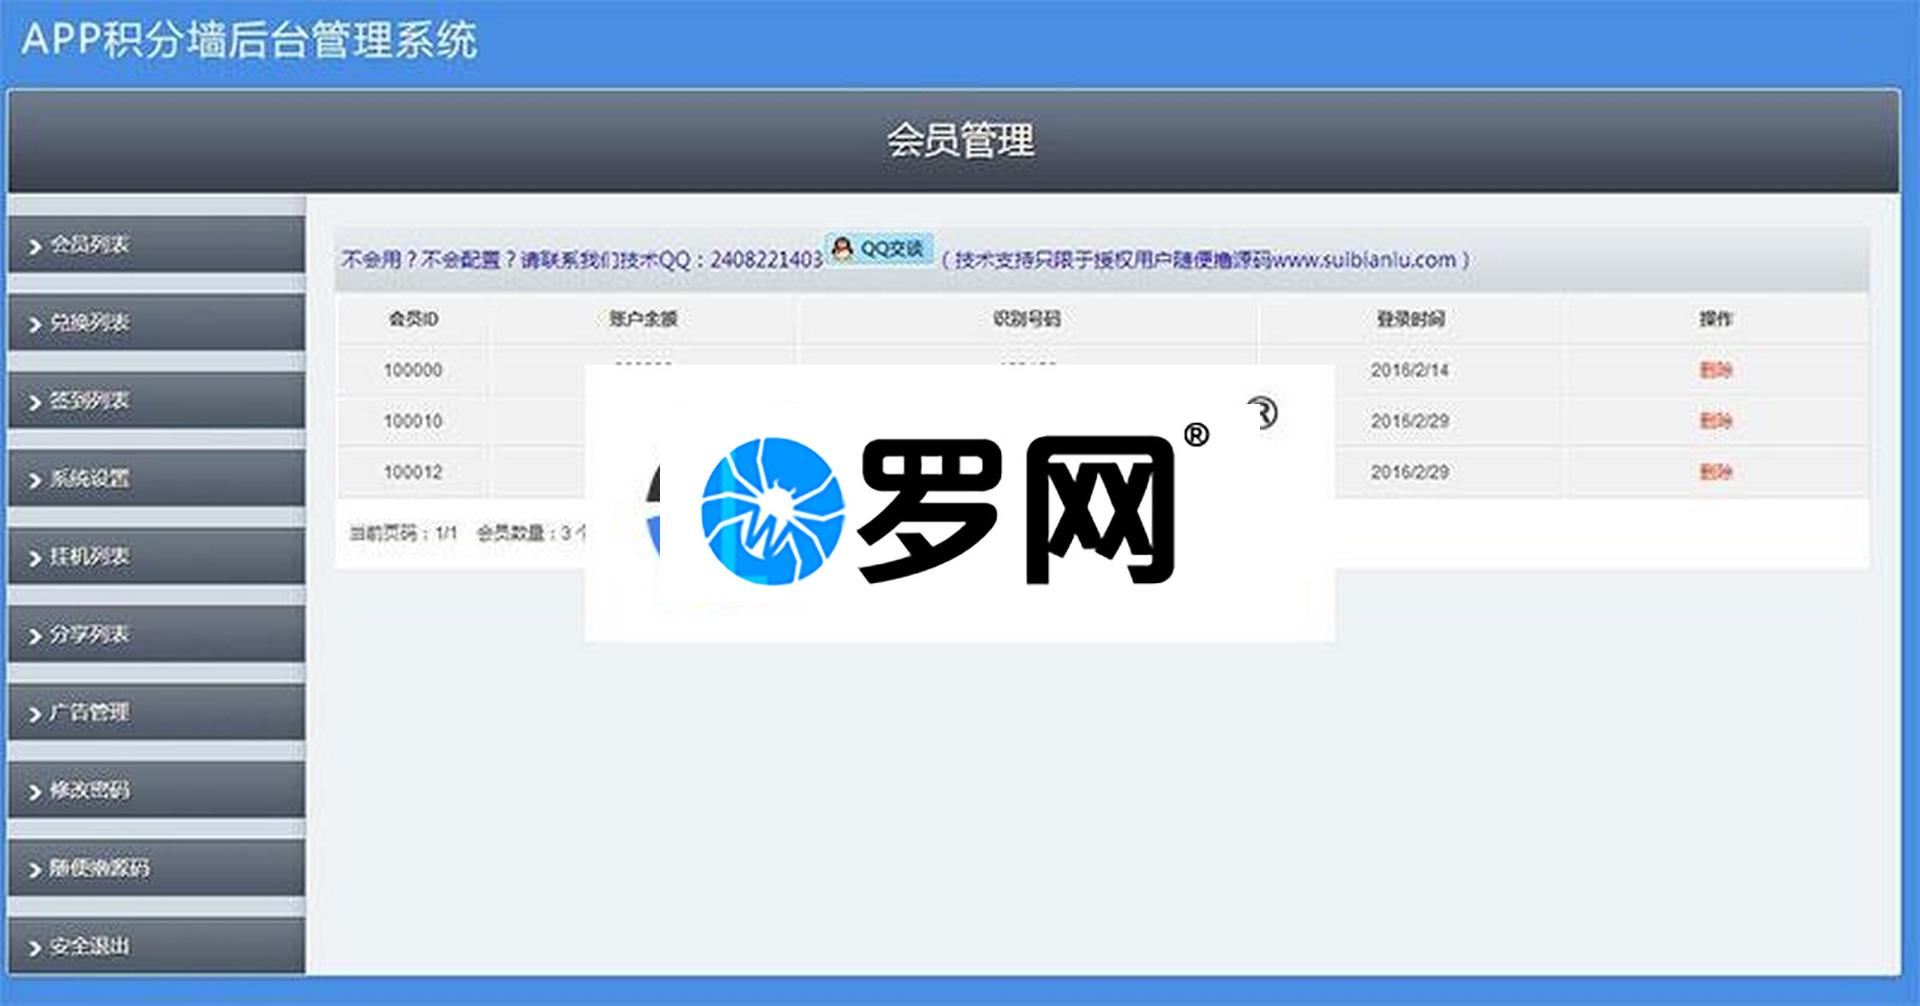 APP积分墙后台管理系统
会员管理
会员列表
兑换列表
签到列表
系统设置
挂机列表
分享列表
广告管理
修改密码
随便撸源码
安全退出
不会用？不会配置？请联系我们技术QQ：2408221403 QQ交谈 （技术支持只限于授权用户随便撸源码www.suibianlu.com）
会员ID 账户余额 识别号码 登录时间 操作
100000 2016/2/14 删除
100010 2016/2/29 删除
100012 2016/2/29 删除
当前页码：1/1 会员数量：3 个
罗网®
®